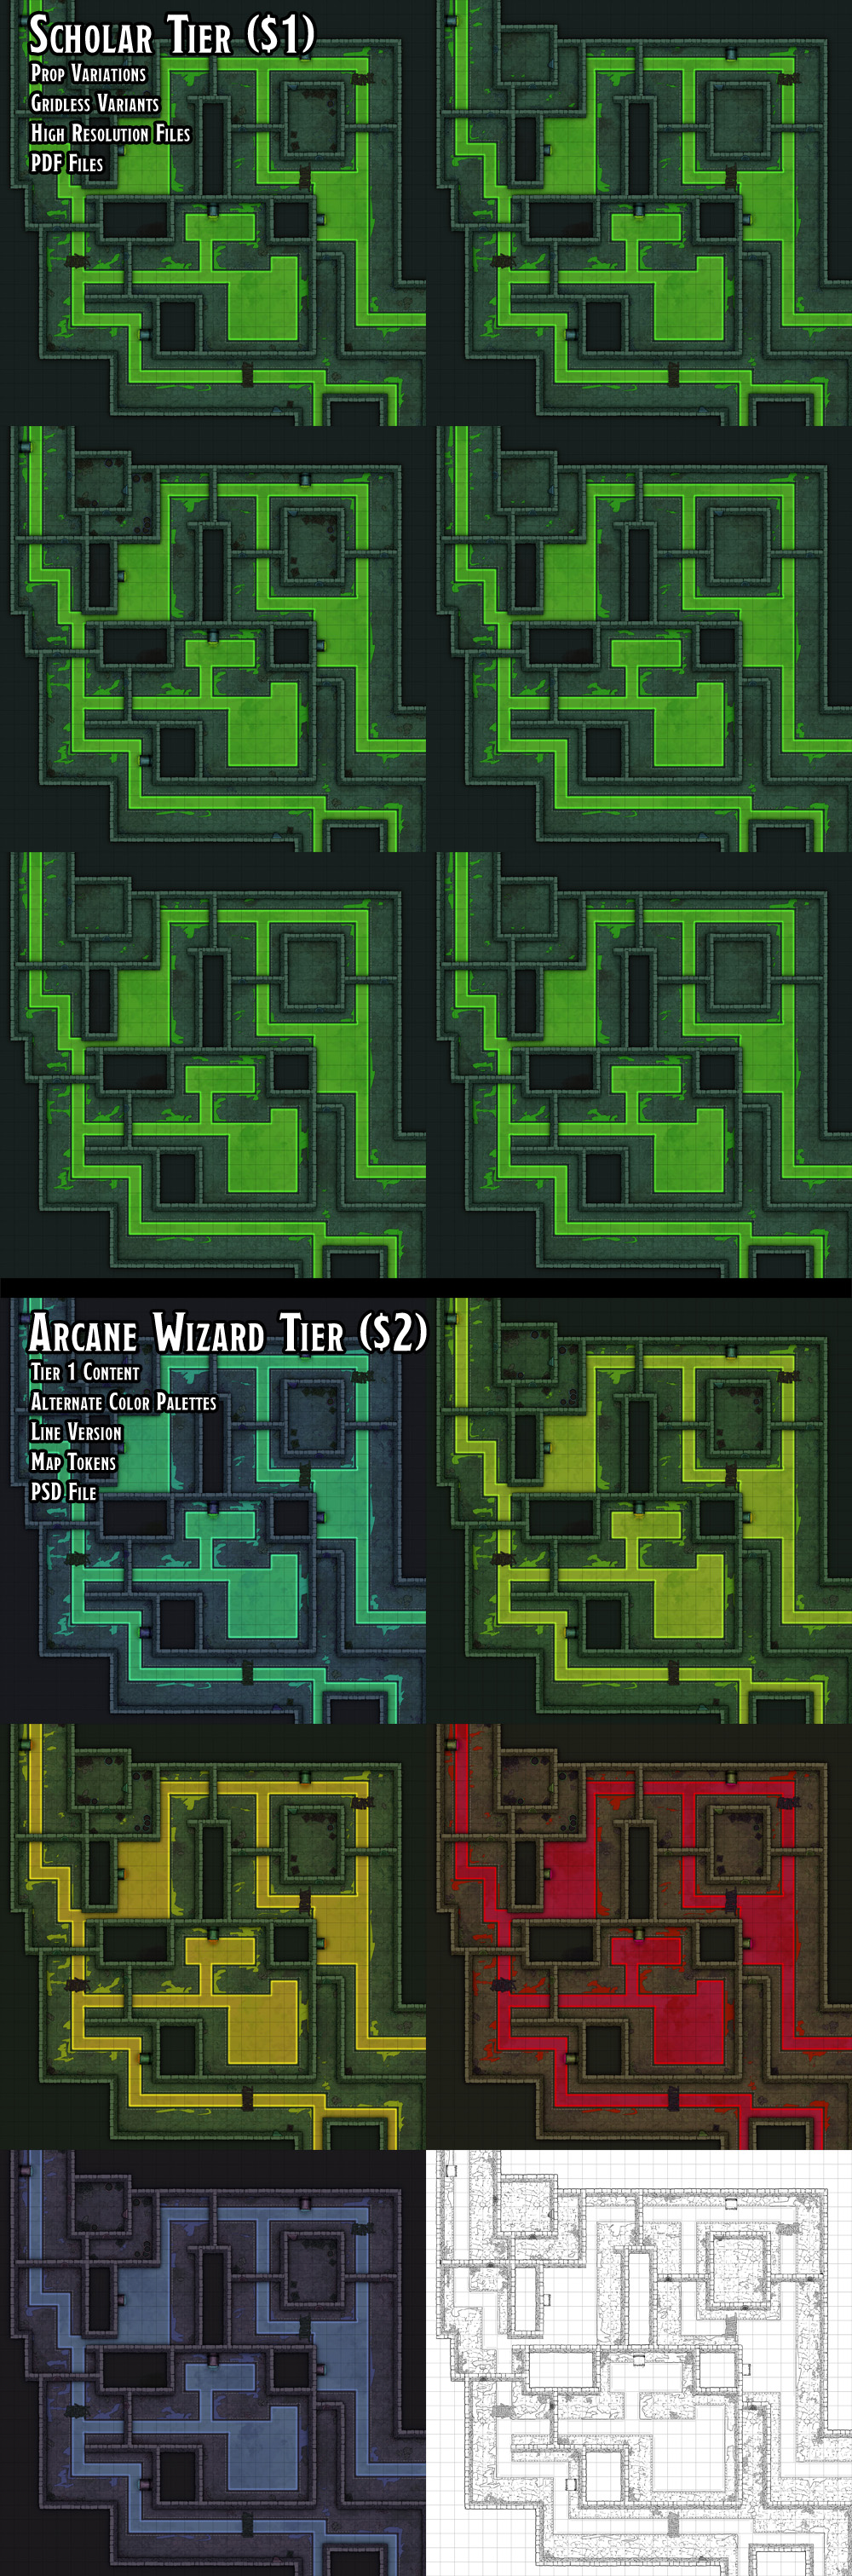 Scholar Tier ($1)
Prop Variations
Gridless Variants
High Resolution Files
PDF Files
Arcane Wizard Tier ($2)
Tier 1 Content
Alternate Color Palettes
Line Version
Map Tokens
PSD File